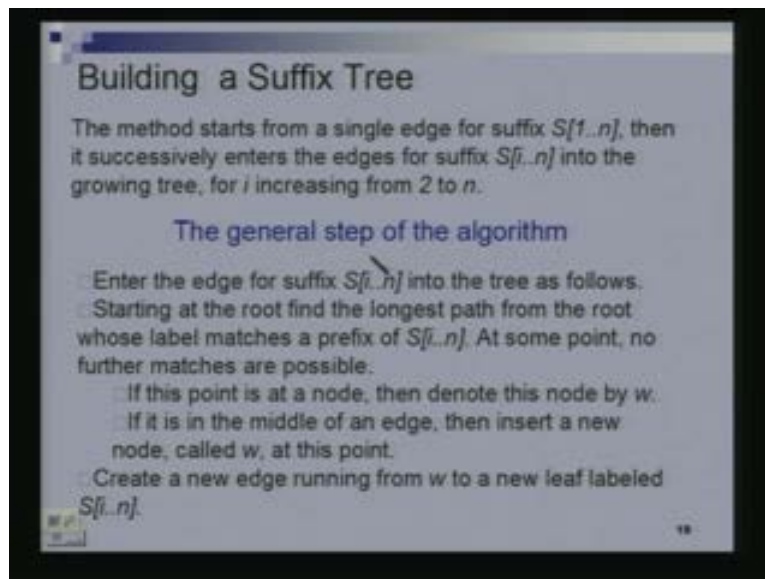 Building a Suffix Tree
The method starts from a single edge for suffix S[1..n], then
it successively enters the edges for suffix S[i..n] into the
growing tree, for i increasing from 2 to n.
The general step of the algorithm
Enter the edge for suffix S[i..n] into the tree as follows.
Starting at the root find the longest path from the root
whose label matches a prefix of S[i..n]. At some point, no
further matches are possible.
If this point is at a node, then denote this node by w.
If it is in the middle of an edge, then insert a new
node, called w, at this point.
Create a new edge running from w to a new leaf labeled
S[i..n].